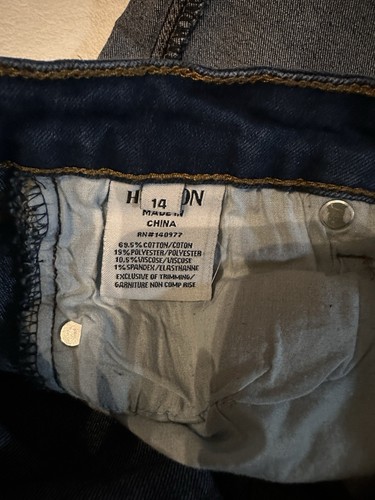 14
MADE IN
CHINA
RN#140977
69.5%COTTON/COTON
19%POLYESTER/POLYESTER
10.5%VISCOSE/VISCOSE
1%SPANDEX/ELASTHANNE
EXCLUSIVE OF TRIMMING/
GARNITURE NON COMP RISE